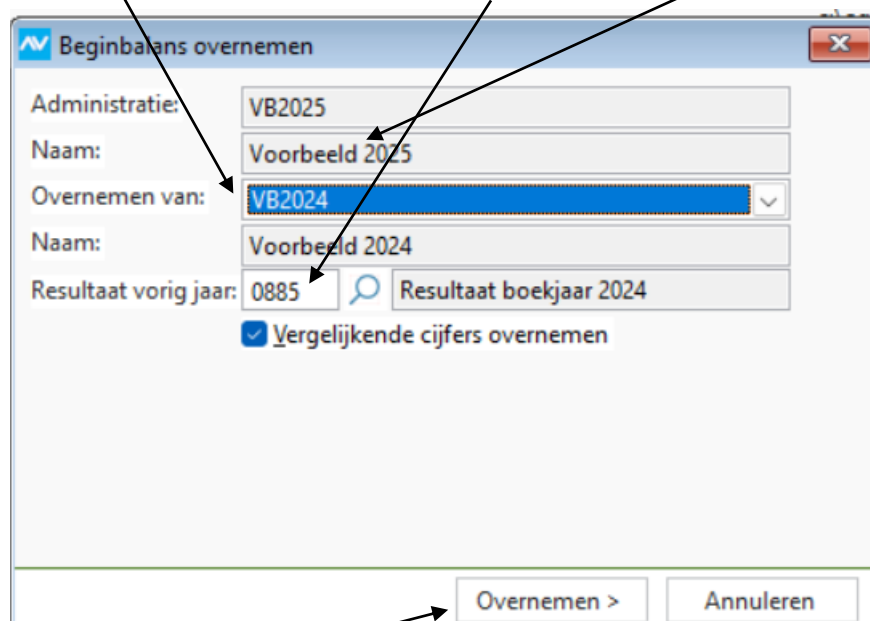 Beginbalans overnemen
Administratie: VB2025
Naam: Voorbeeld 2025
Overnemen van: VB2024
Naam: Voorbeeld 2024
Resultaat vorig jaar: 0885 Resultaat boekjaar 2024
Vergelijkende cijfers overnemen
Overnemen > Annuleren